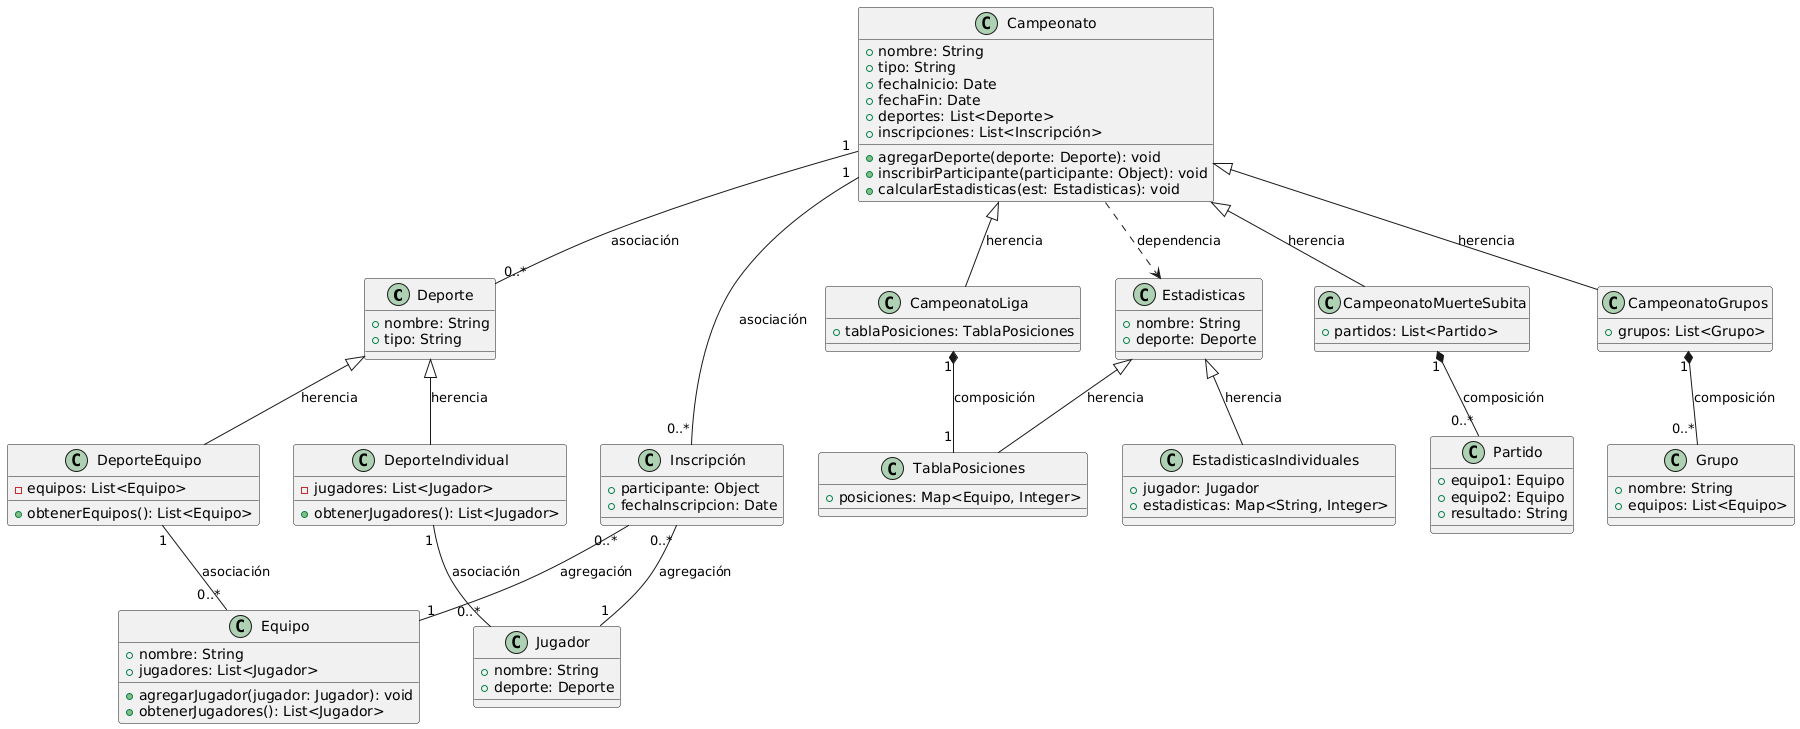 C Campeonato
nombre: String
tipo: String
fechaInicio: Date
fechaFin: Date
deportes: List<Deporte>
inscripciones: List<Inscripción>
agregarDeporte(deporte: Deporte): void
inscribirParticipante(participante: Object): void
calcularEstadisticas(est: Estadisticas): void
1
1
asociación
herencia
dependencia
herencia
herencia
0..*
asociación
C Deporte
nombre: String
tipo: String
C CampeonatoLiga
tablaPosiciones: TablaPosiciones
C Estadisticas
nombre: String
deporte: Deporte
C CampeonatoMuerteSubita
partidos: List<Partido>
C CampeonatoGrupos
grupos: List<Grupo>
1
1
1
herencia
herencia
composición
herencia
herencia
composición
composición
0..*
1
0..*
0..*
C DeporteEquipo
equipos: List<Equipo>
obtenerEquipos(): List<Equipo>
C DeporteIndividual
jugadores: List<Jugador>
obtenerJugadores(): List<Jugador>
C Inscripción
participante: Object
fechaInscripcion: Date
C TablaPosiciones
posiciones: Map<Equipo, Integer>
C EstadisticasIndividuales
jugador: Jugador
estadisticas: Map<String, Integer>
C Partido
equipo1: Equipo
equipo2: Equipo
resultado: String
C Grupo
nombre: String
equipos: List<Equipo>
1
1
0..*
0..*
asociación
asociación
agregación
agregación
0..*
1
0..*
1
C Equipo
nombre: String
jugadores: List<Jugador>
agregarJugador(jugador: Jugador): void
obtenerJugadores(): List<Jugador>
C Jugador
nombre: String
deporte: Deporte